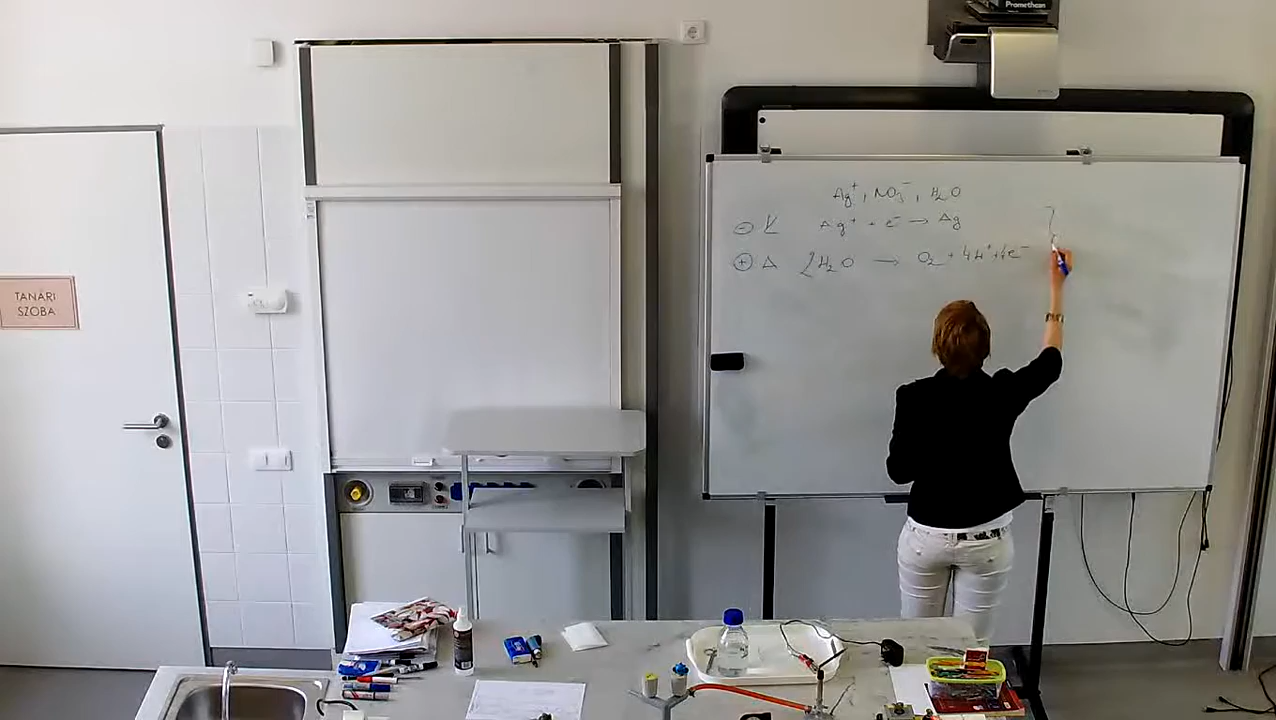 Promethean
Ag⁺, NO₃⁻, H₂O
⊖ K Ag⁺ + e⁻ → Ag
⊕ A 2H₂O → O₂ + 4H⁺ + 4e⁻
TANÁRI
SZOBA